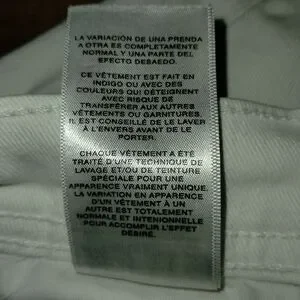 LA VARIACIÓN DE UNA PRENDA
A OTRA ES COMPLETAMENTE
NORMAL Y UNA PARTE DEL
EFECTO DESAEDO.
CE VÊTEMENT EST FAIT EN
INDIGO OU AVEC DES
COULEURS QUI DÉTEIGNENT
AVEC RISQUE DE
TRANSFÉRER AUX AUTRES
VÊTEMENTS OU GARNITURES. IL
EST CONSEILLÉ DE LE LAVER
À L'ENVERS AVANT DE LE
PORTER.
CHAQUE VÊTEMENT A ÉTÉ
TRAITÉ D'UNE TECHNIQUE DE
LAVAGE ET/OU DE TEINTURE
SPÉCIALE POUR UNE
APPARENCE VRAIMENT UNIQUE.
LA VARIATION EN APPARENCE
D'UN VÊTEMENT À UN
AUTRE EST TOTALEMENT
NORMALE ET INTENIONNELLE
POUR ACCOMPLIR L'EFFET
DÉSIRÉ.